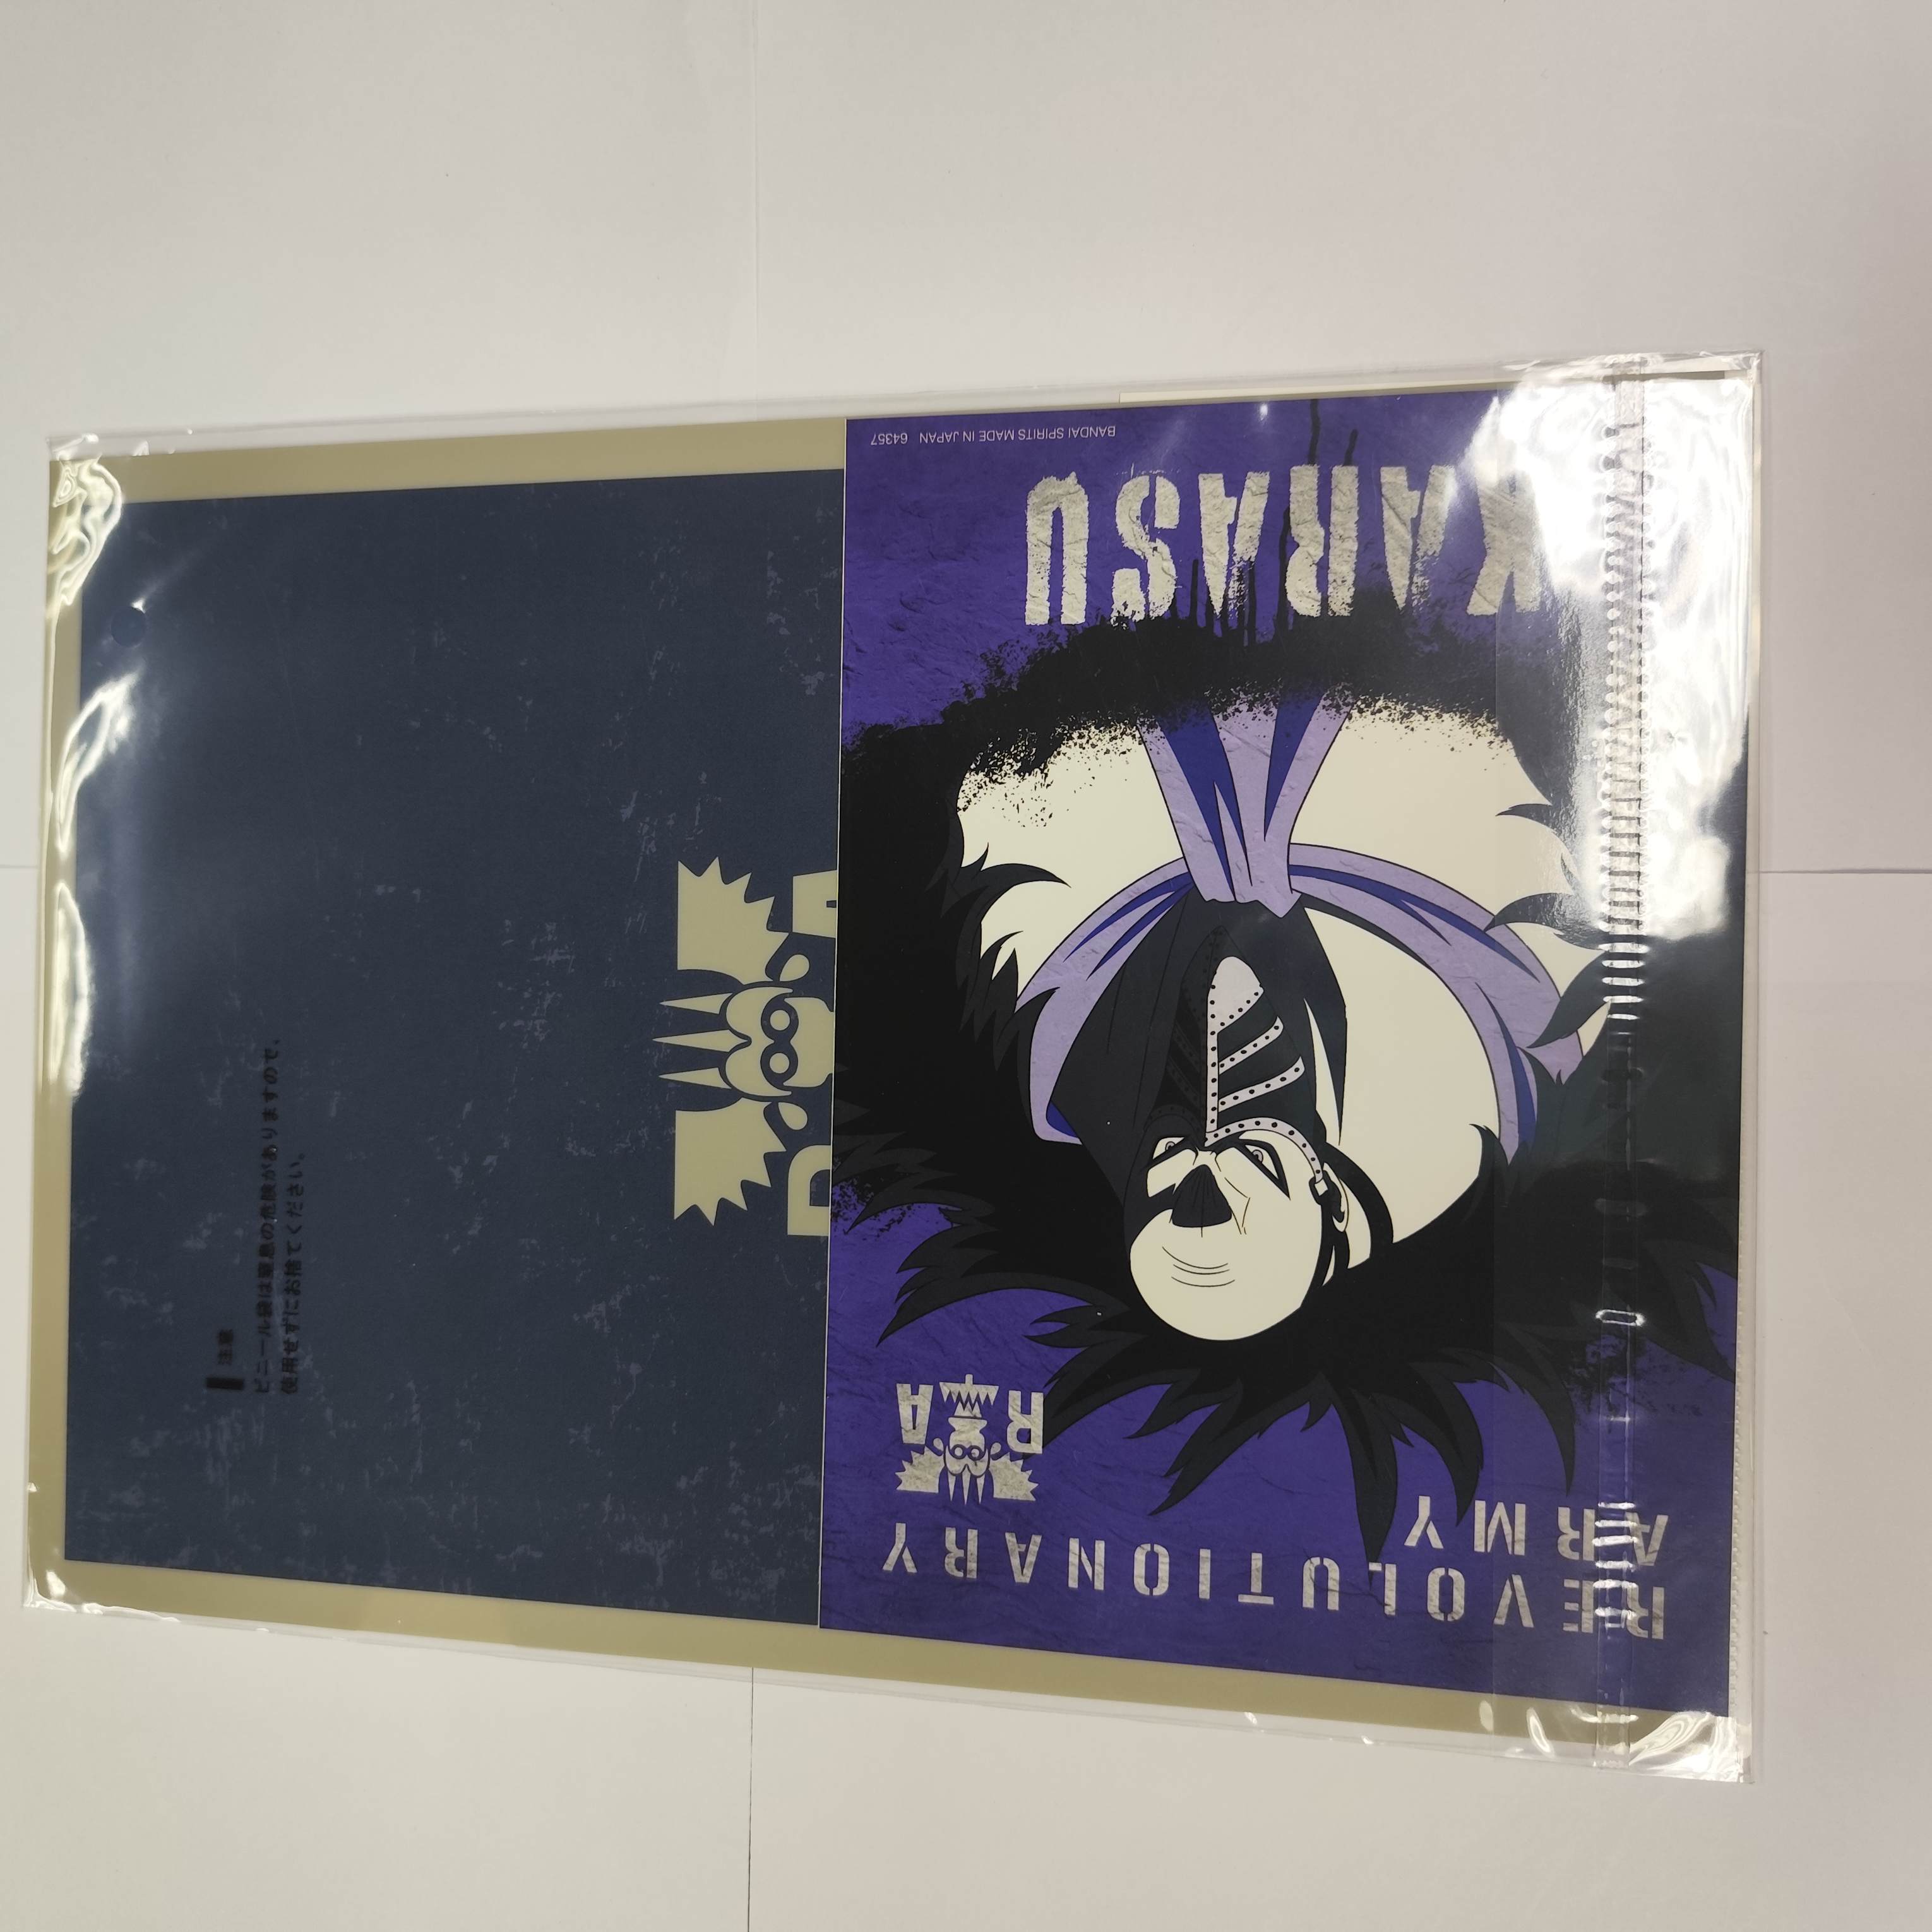 REVOLUTIONARY
ARMY
R A
KARASU
BANDAI SPIRITS MADE IN JAPAN 64357
R A
注意
ビニール袋は窒息の危険がありますので、
使用せずにお捨てください。